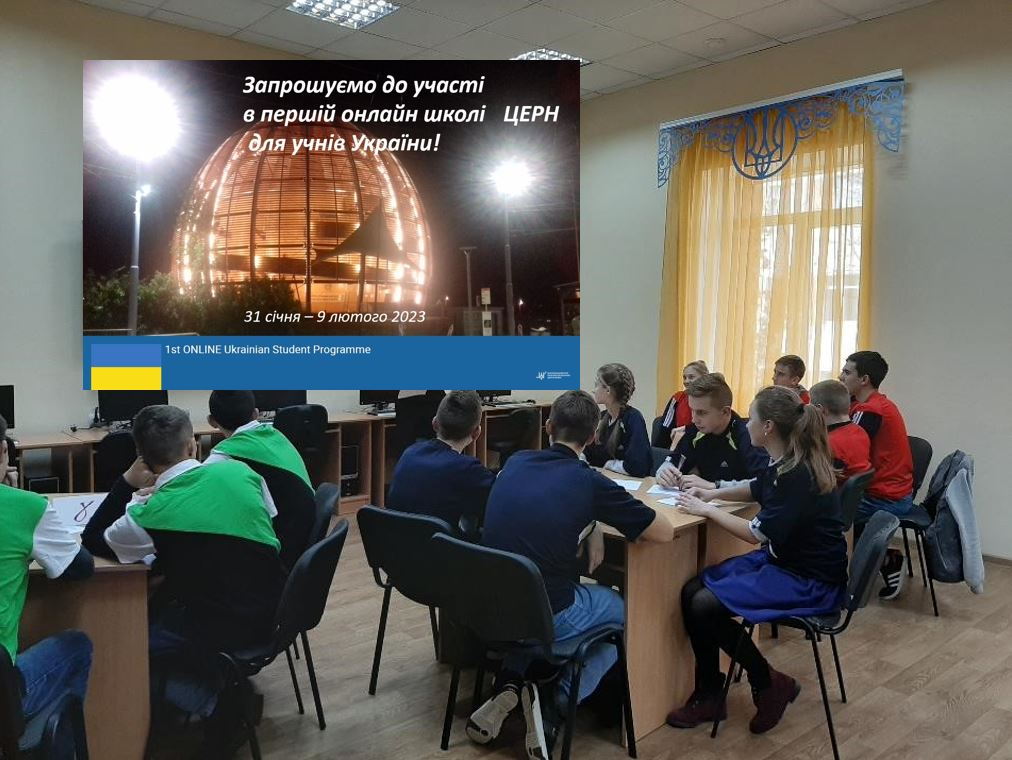 Запрошуємо до участі
в першій онлайн школі ЦЕРН
для учнів України!
31 січня – 9 лютого 2023
1st ONLINE Ukrainian Student Programme